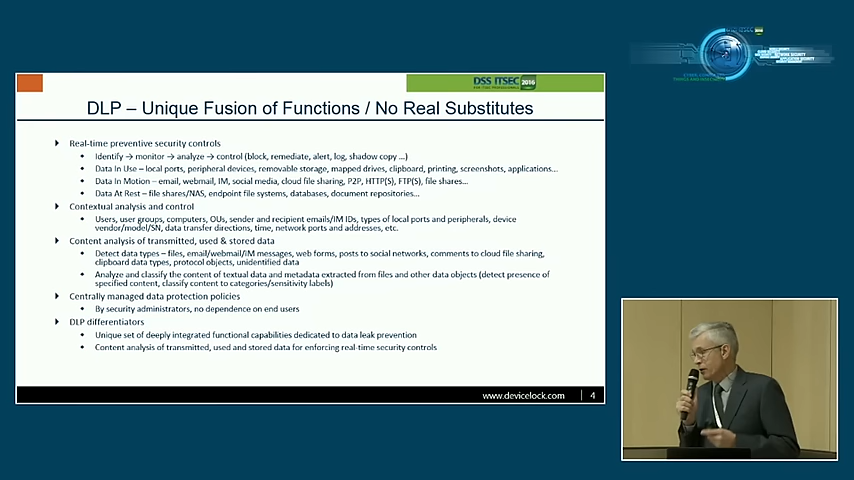 DSS ITSEC 2016
DLP – Unique Fusion of Functions / No Real Substitutes
Real-time preventive security controls
Identify → monitor → analyze → control (block, remediate, alert, log, shadow copy ...)
Data In Use – local ports, peripheral devices, removable storage, mapped drives, clipboard, printing, screenshots, applications...
Data In Motion – email, webmail, IM, social media, cloud file sharing, P2P, HTTP(S), FTP(S), file shares...
Data At Rest – file shares/NAS, endpoint file systems, databases, document repositories...
Contextual analysis and control
Users, user groups, computers, OUs, sender and recipient emails/IM IDs, types of local ports and peripherals, device
vendor/model/SN, data transfer directions, time, network ports and addresses, etc.
Content analysis of transmitted, used & stored data
Detect data types – files, email/webmail/IM messages, web forms, posts to social networks, comments to cloud file sharing,
clipboard data types, protocol objects, unidentified data
Analyze and classify the content of textual data and metadata extracted from files and other data objects (detect presence of
specified content, classify content to categories/sensitivity labels)
Centrally managed data protection policies
By security administrators, no dependence on end users
DLP differentiators
Unique set of deeply integrated functional capabilities dedicated to data leak prevention
Content analysis of transmitted, used and stored data for enforcing real-time security controls
www.devicelock.com
4